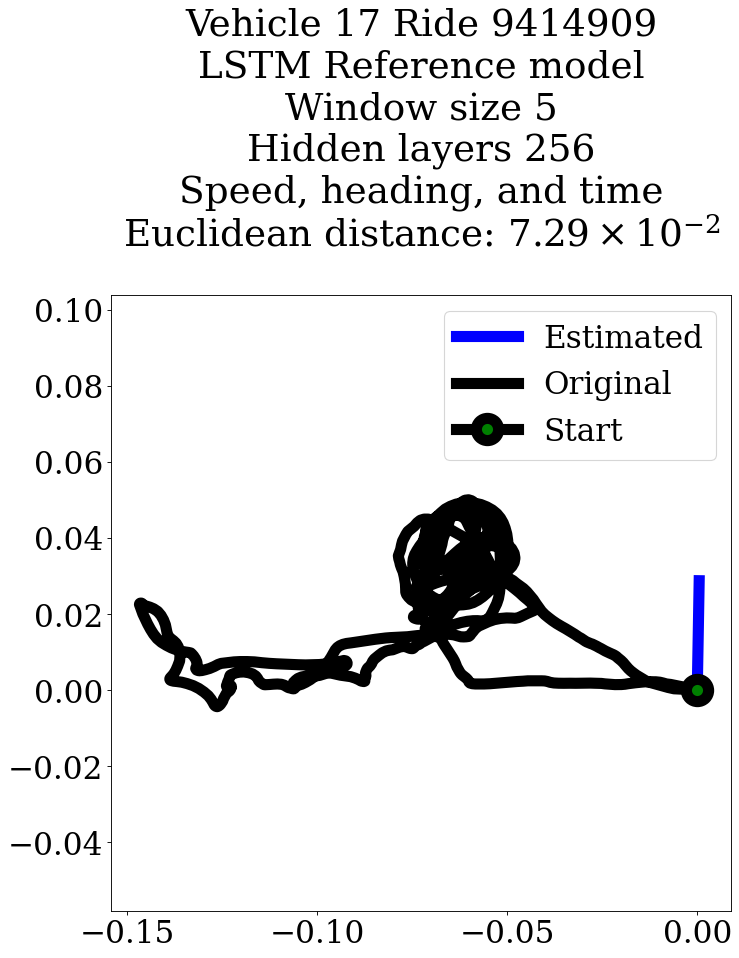 Vehicle 17 Ride 9414909
LSTM Reference model
Window size 5
Hidden layers 256
Speed, heading, and time
Euclidean distance: 7.29 × 10⁻²
Estimated
Original
Start
0.10
0.08
0.06
0.04
0.02
0.00
−0.02
−0.04
−0.15 −0.10 −0.05 0.00